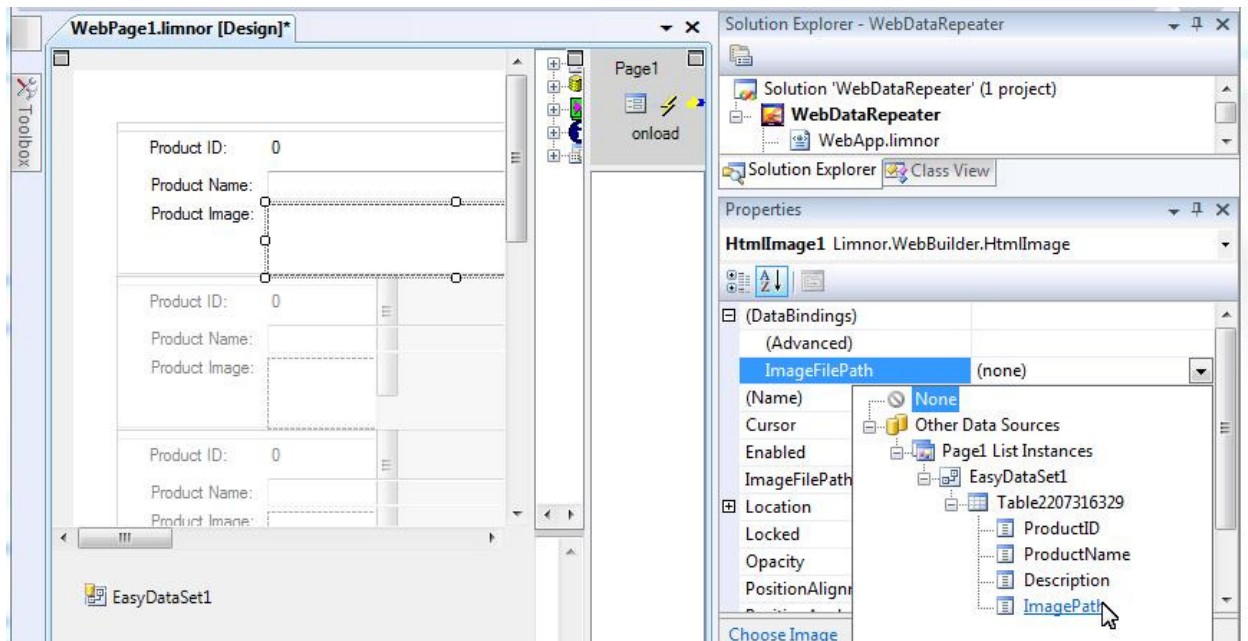 WebPage1.limnor [Design]*
Toolbox
Product ID: 0
Product Name:
Product Image:
Product ID: 0
Product Name:
Product Image:
Product ID: 0
Product Name:
Product Image:
EasyDataSet1
Page1
onload
Solution Explorer - WebDataRepeater
Solution 'WebDataRepeater' (1 project)
WebDataRepeater
WebApp.limnor
Solution Explorer Class View
Properties
HtmlImage1 Limnor.WebBuilder.HtmlImage
(DataBindings)
(Advanced)
ImageFilePath (none)
(Name)
Cursor
Enabled
ImageFilePath
Location
Locked
Opacity
None
Other Data Sources
Page1 List Instances
EasyDataSet1
Table2207316329
ProductID
ProductName
Description
ImagePath
Choose Image